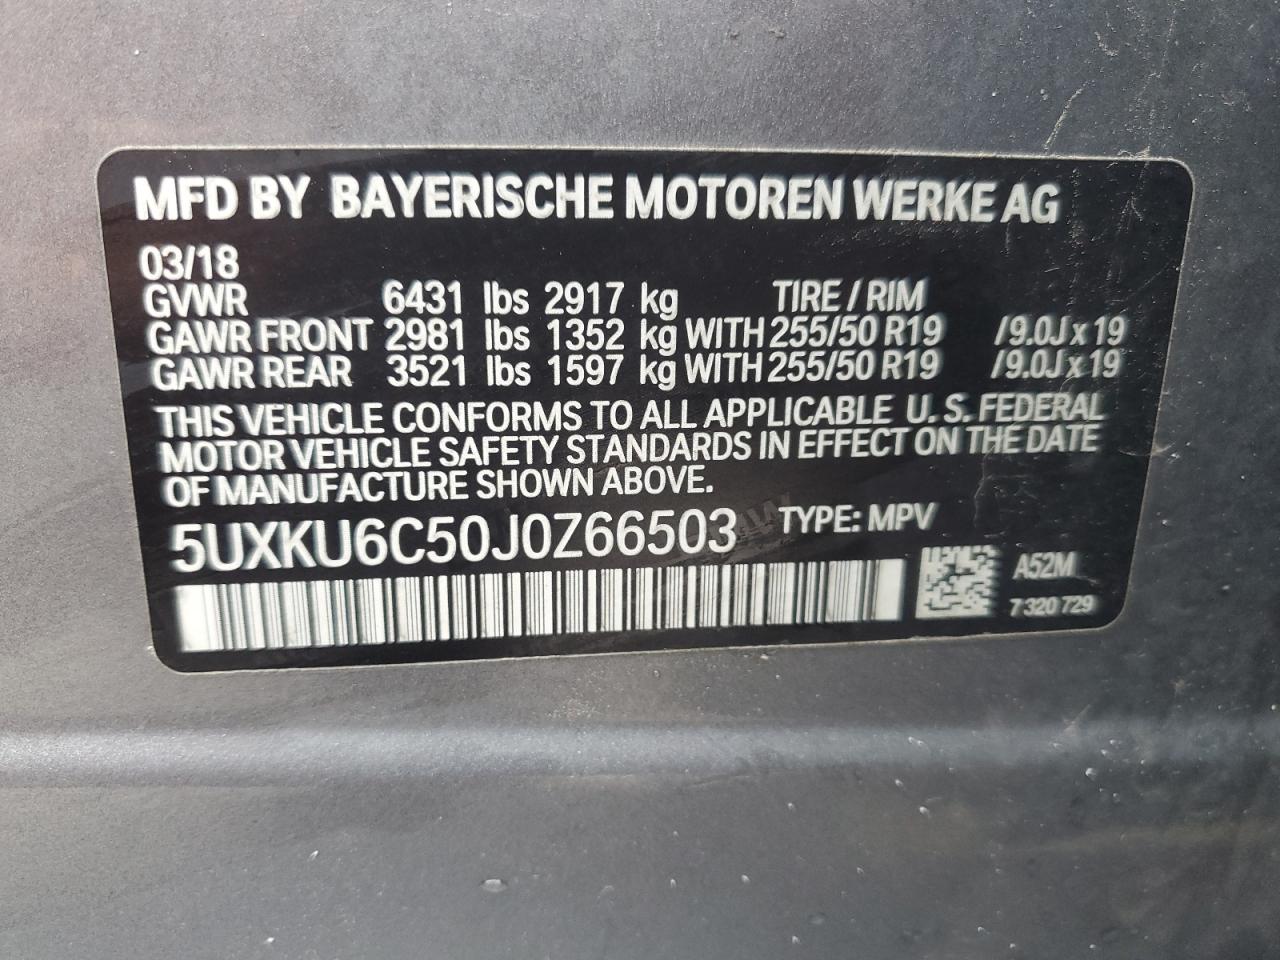 MFD BY BAYERISCHE MOTOREN WERKE AG
03/18
GVWR 6431 lbs 2917 kg TIRE / RIM
GAWR FRONT 2981 lbs 1352 kg WITH 255/50 R19 /9.0J x 19
GAWR REAR 3521 lbs 1597 kg WITH 255/50 R19 /9.0J x 19
THIS VEHICLE CONFORMS TO ALL APPLICABLE U. S. FEDERAL
MOTOR VEHICLE SAFETY STANDARDS IN EFFECT ON THE DATE
OF MANUFACTURE SHOWN ABOVE.
5UXKU6C50J0Z66503 TYPE: MPV
A52M
7 320 729